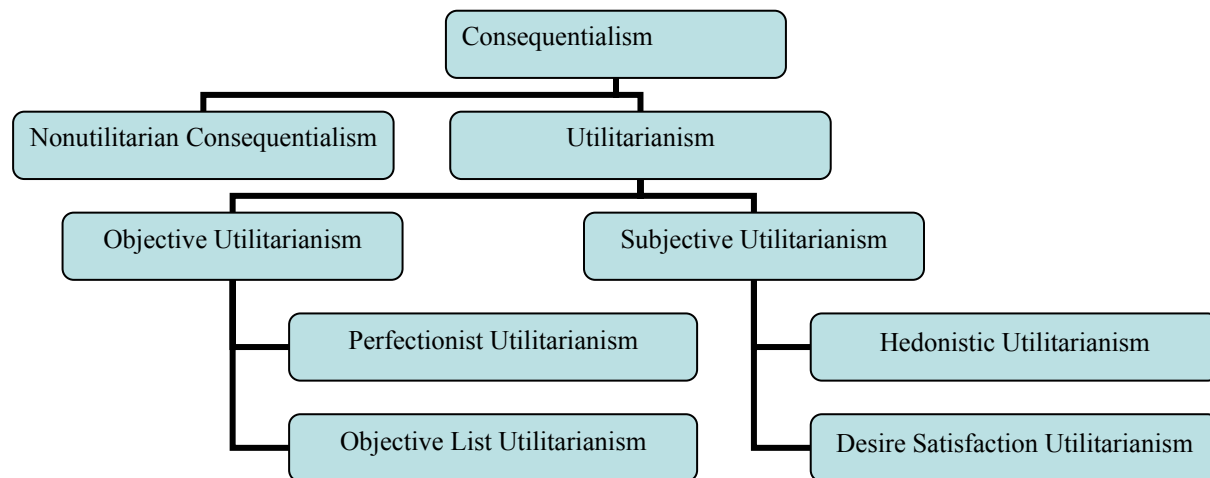 Consequentialism
Nonutilitarian Consequentialism
Utilitarianism
Objective Utilitarianism
Subjective Utilitarianism
Perfectionist Utilitarianism
Hedonistic Utilitarianism
Objective List Utilitarianism
Desire Satisfaction Utilitarianism